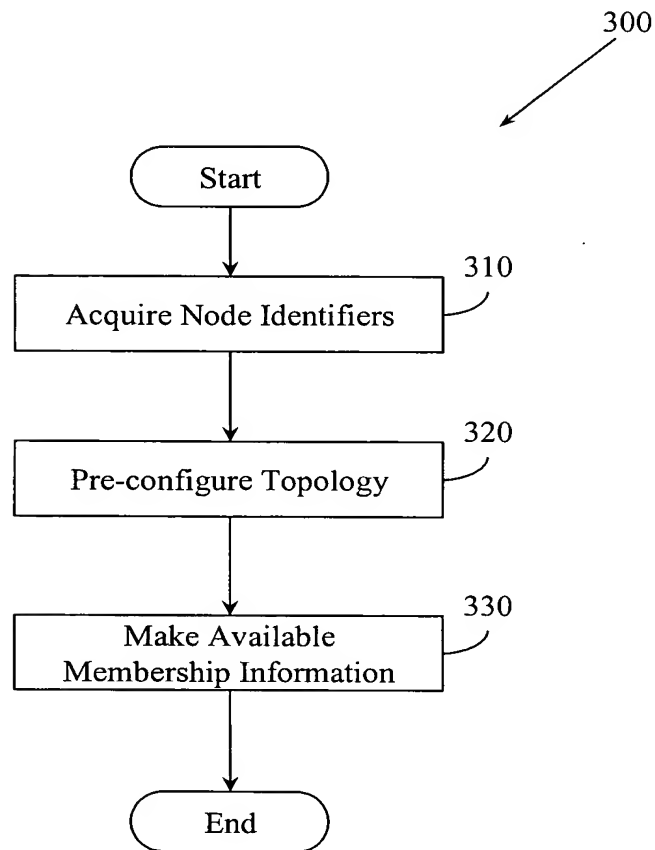 300
Start
310
Acquire Node Identifiers
320
Pre-configure Topology
330
Make Available
Membership Information
End